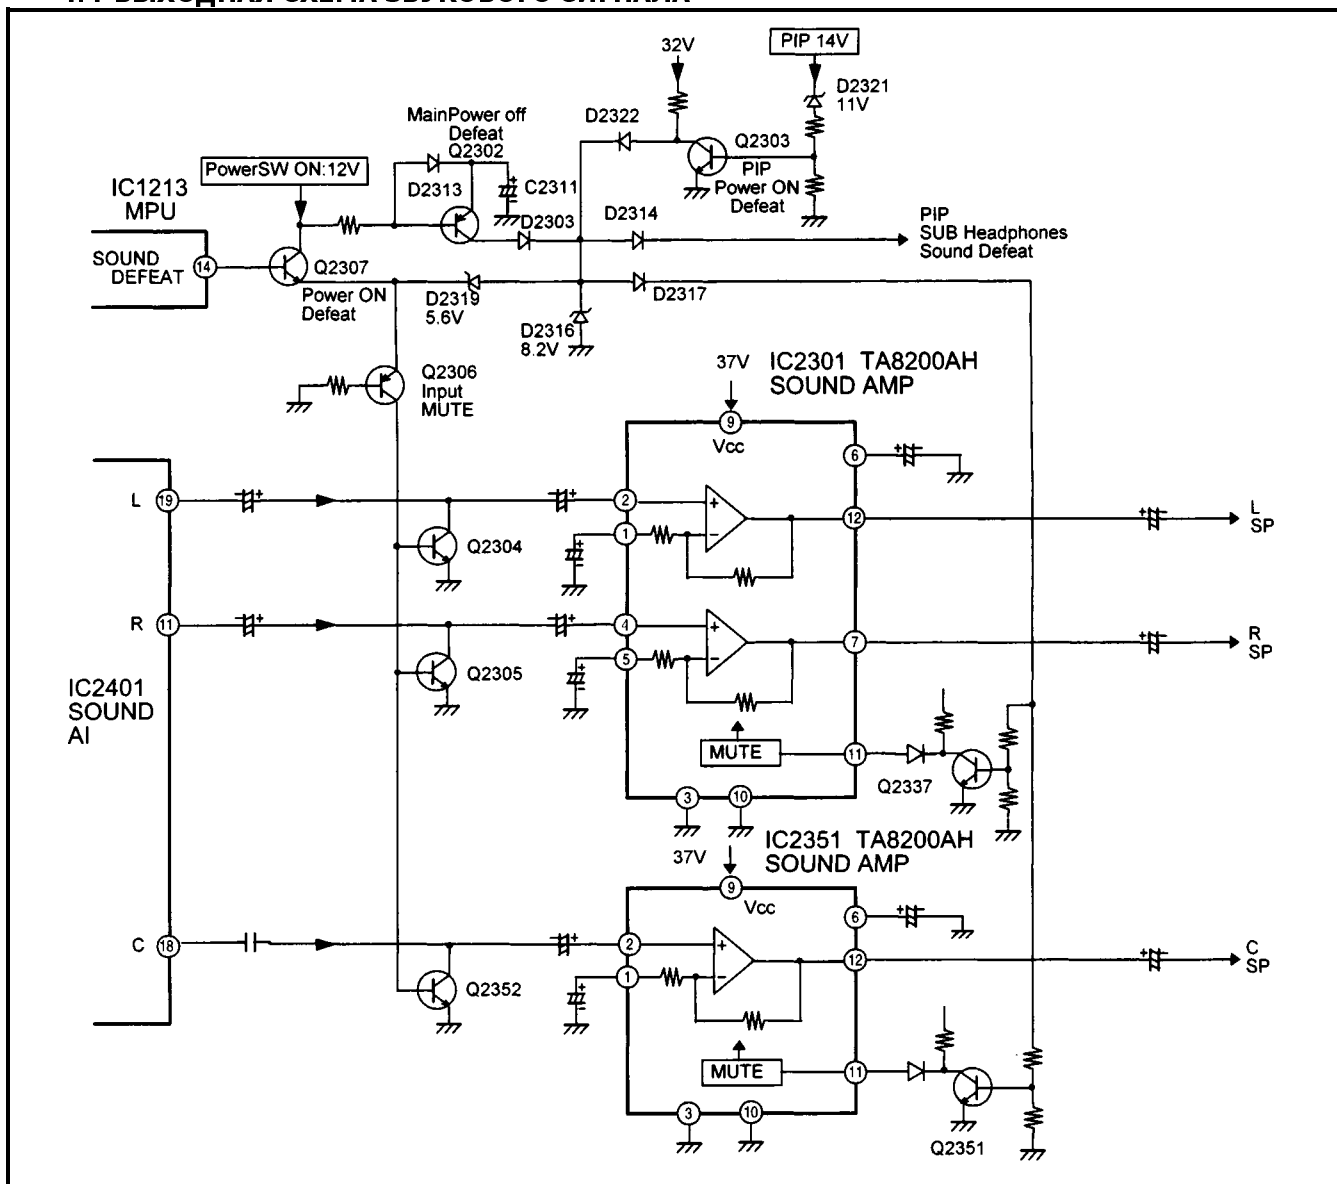 32V
PIP 14V
D2321
11V
D2322
MainPower off
Defeat
Q2302
Q2303
PIP
Power ON
Defeat
PowerSW ON:12V
IC1213
MPU
D2313
C2311
D2303
D2314
PIP
SUB Headphones
Sound Defeat
SOUND
DEFEAT
14
Q2307
Power ON
Defeat
D2319
5.6V
D2317
D2316
8.2V
Q2306
Input
MUTE
37V
IC2301 TA8200AH
SOUND AMP
9
Vcc
6
L
19
+
+
2
+
12
+
L
SP
1
Q2304
R
11
4
7
R
SP
5
Q2305
IC2401
SOUND
AI
MUTE
11
Q2337
3
10
IC2351 TA8200AH
SOUND AMP
37V
9
Vcc
6
C
18
2
12
C
SP
1
Q2352
MUTE
11
3
10
Q2351